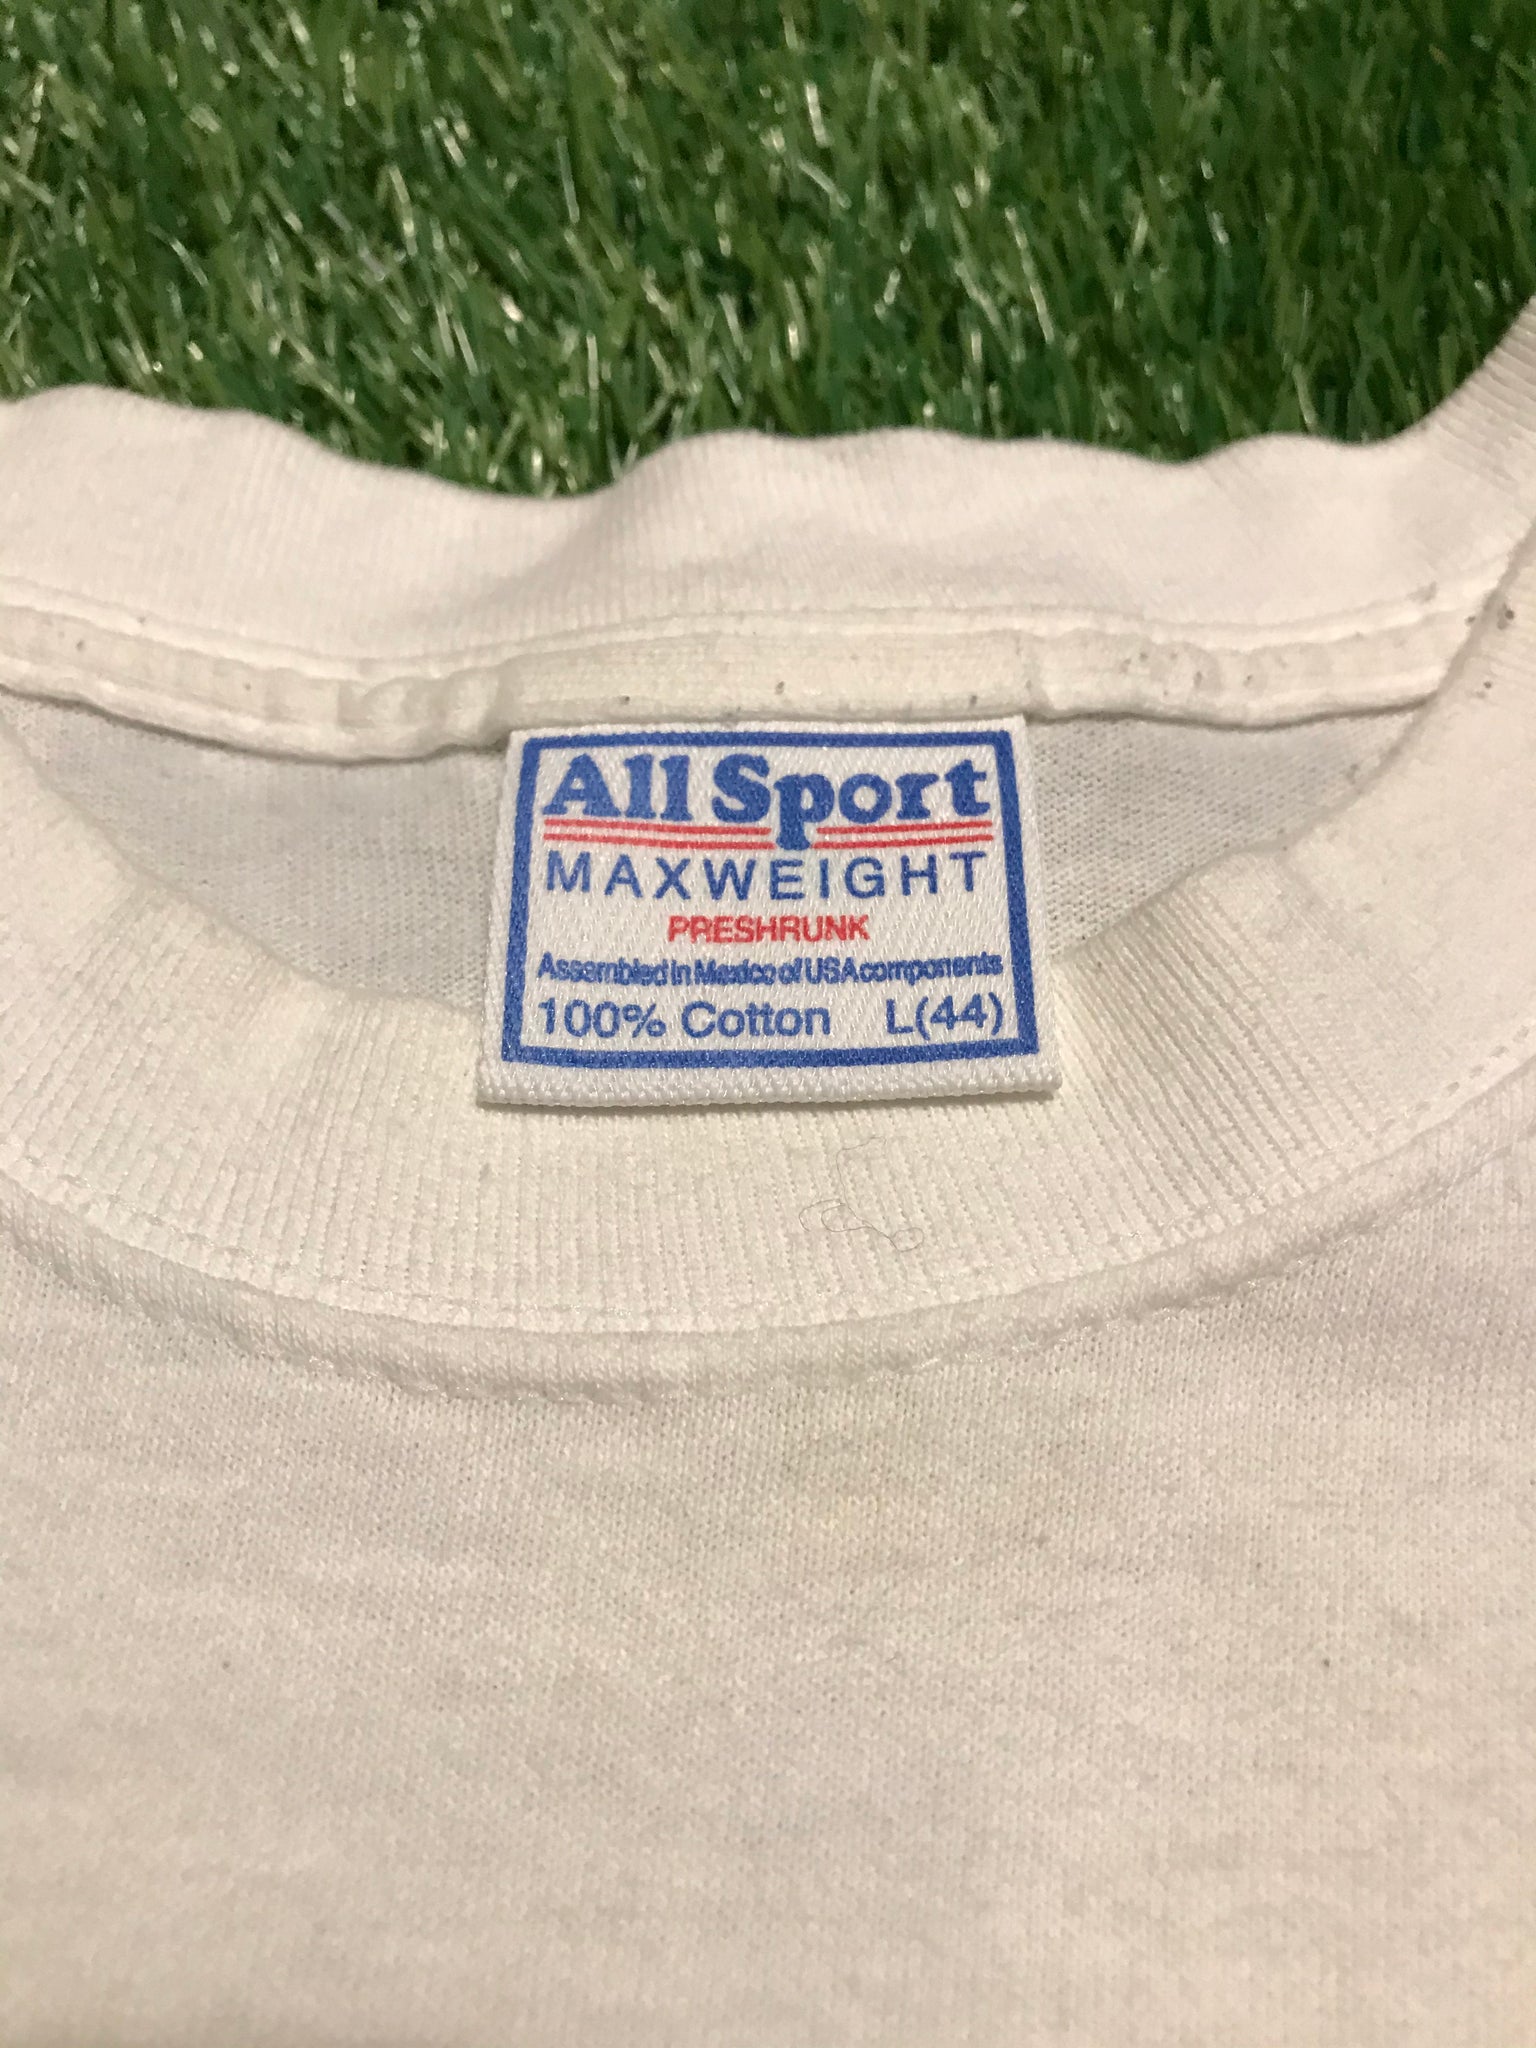 All Sport
MAXWEIGHT
PRESHRUNK
Assembled in Mexico of USA components
100% Cotton L(44)